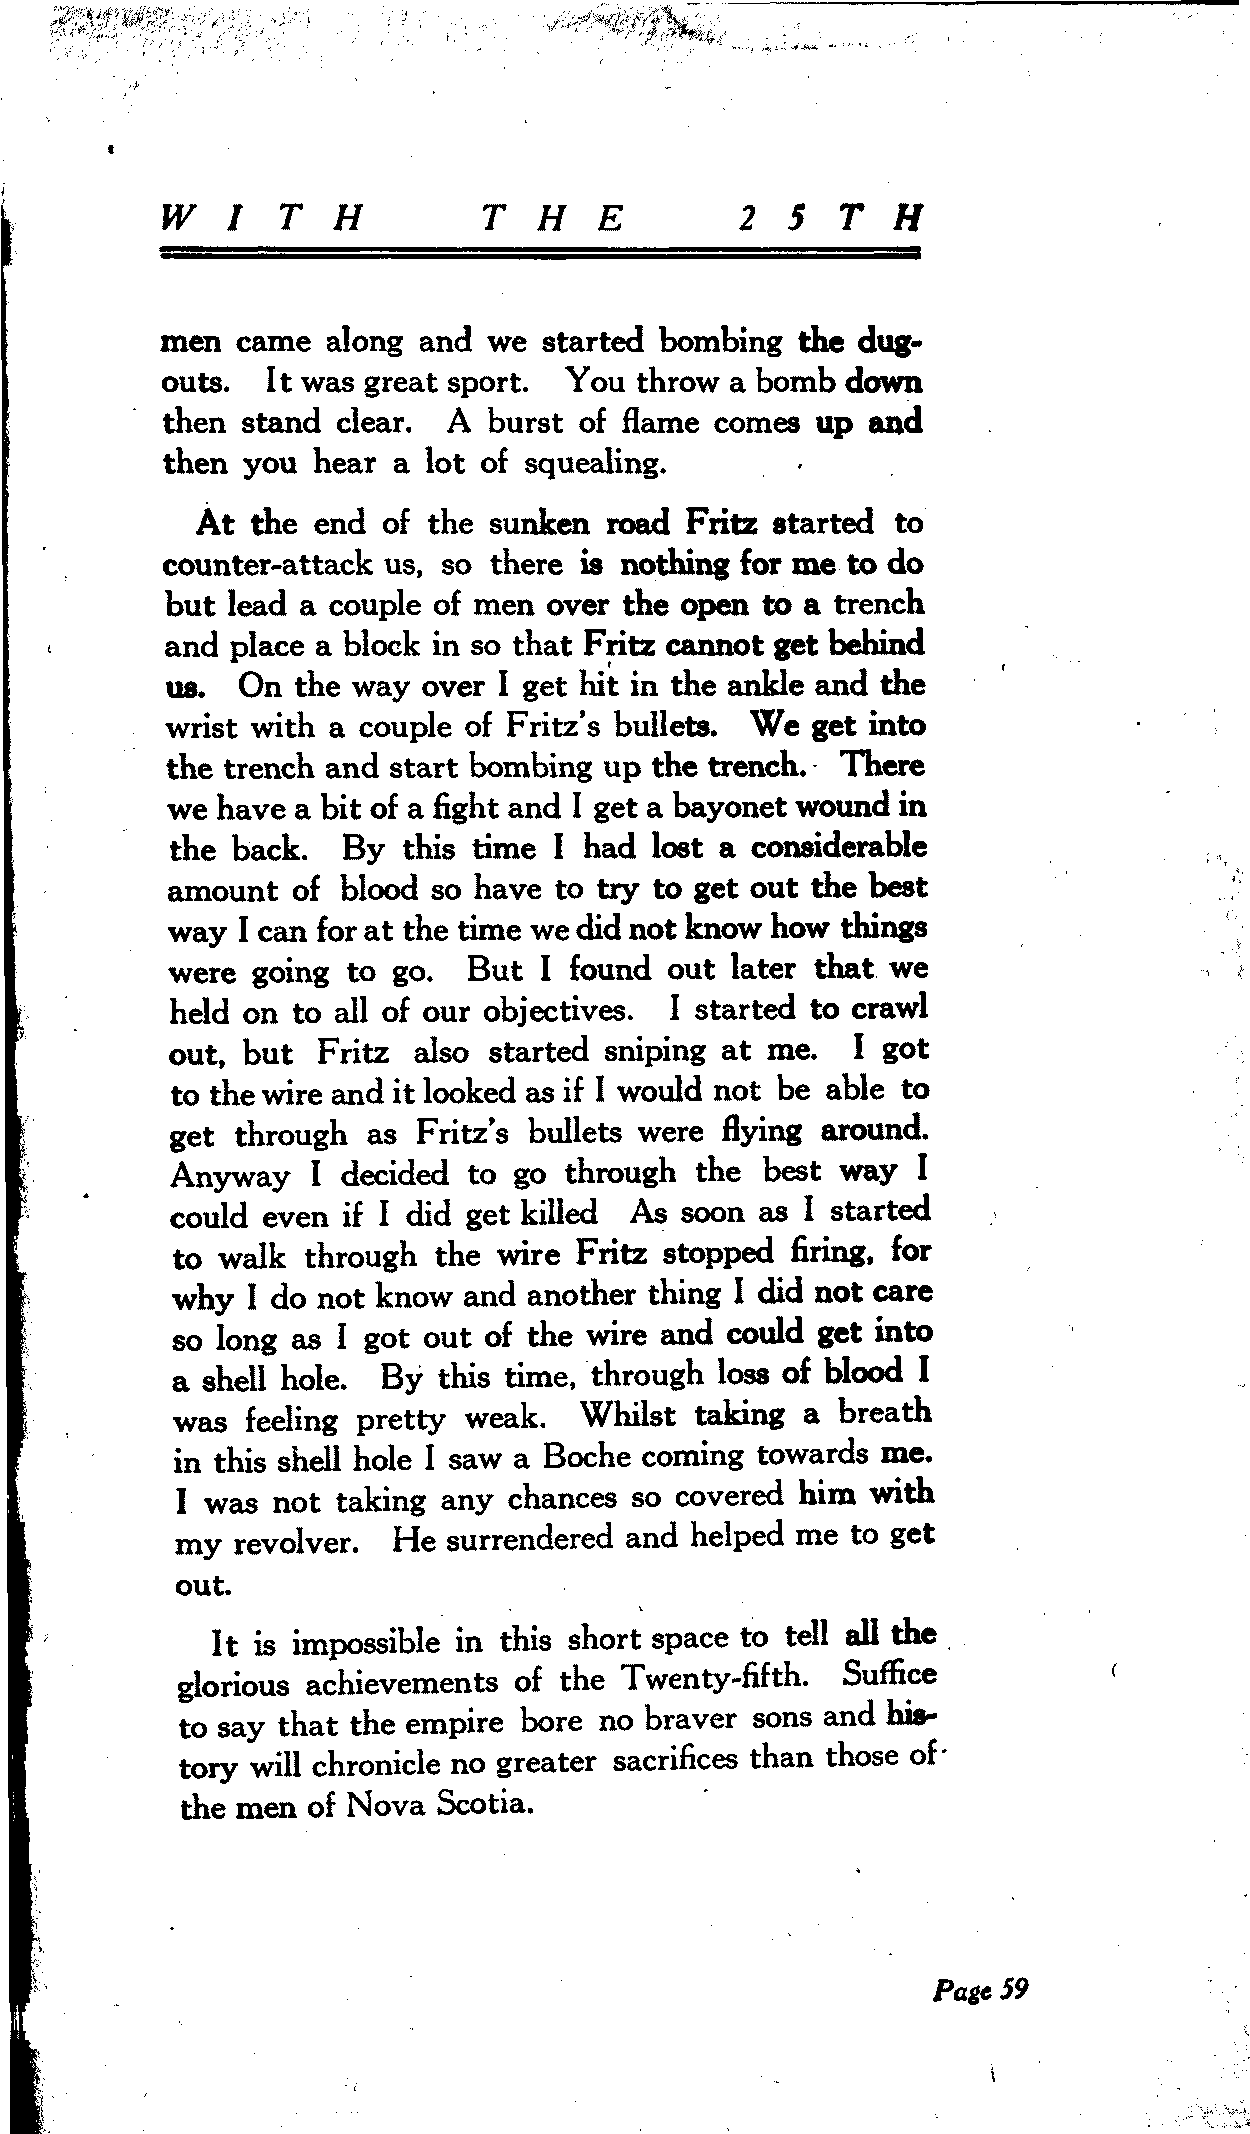 WITH THE 25TH
men came along and we started bombing the dug-
outs. It was great sport. You throw a bomb down
then stand clear. A burst of flame comes up and
then you hear a lot of squealing.
At the end of the sunken road Fritz started to
counter-attack us, so there is nothing for me to do
but lead a couple of men over the open to a trench
and place a block in so that Fritz cannot get behind
us. On the way over I get hit in the ankle and the
wrist with a couple of Fritz's bullets. We get into
the trench and start bombing up the trench. There
we have a bit of a fight and I get a bayonet wound in
the back. By this time I had lost a considerable
amount of blood so have to try to get out the best
way I can for at the time we did not know how things
were going to go. But I found out later that we
held on to all of our objectives. I started to crawl
out, but Fritz also started sniping at me. I got
to the wire and it looked as if I would not be able to
get through as Fritz's bullets were flying around.
Anyway I decided to go through the best way I
could even if I did get killed As soon as I started
to walk through the wire Fritz stopped firing, for
why I do not know and another thing I did not care
so long as I got out of the wire and could get into
a shell hole. By this time, through loss of blood I
was feeling pretty weak. Whilst taking a breath
in this shell hole I saw a Boche coming towards me.
I was not taking any chances so covered him with
my revolver. He surrendered and helped me to get
out.
It is impossible in this short space to tell all the
glorious achievements of the Twenty-fifth. Suffice
to say that the empire bore no braver sons and his-
tory will chronicle no greater sacrifices than those of
the men of Nova Scotia.
Page 59